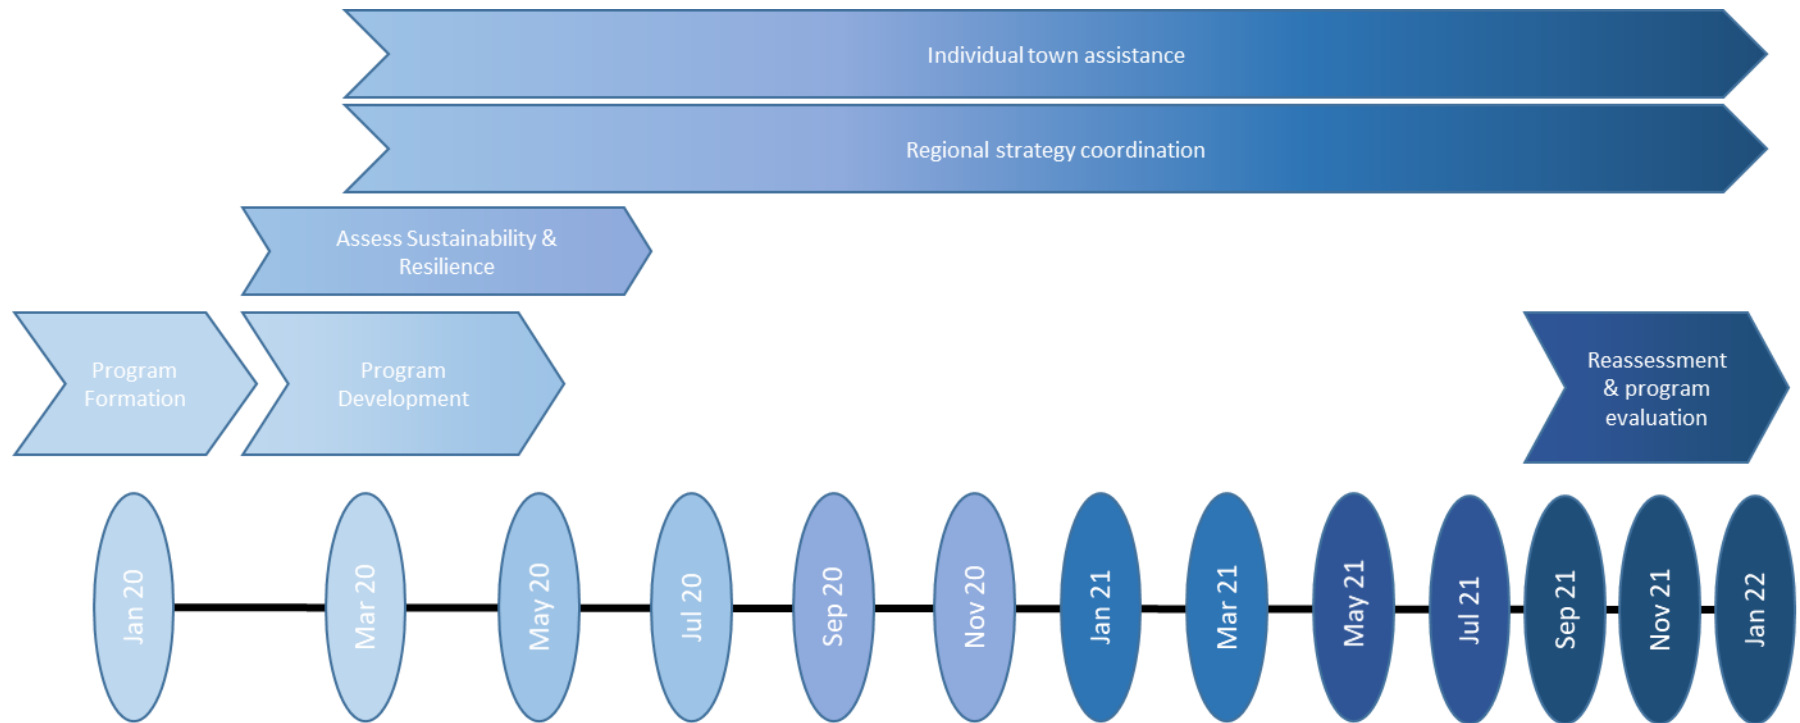 Individual town assistance
Regional strategy coordination
Assess Sustainability &
Resilience
Program
Formation
Program
Development
Reassessment
& program
evaluation
Jan 20
Mar 20
May 20
Jul 20
Sep 20
Nov 20
Jan 21
Mar 21
May 21
Jul 21
Sep 21
Nov 21
Jan 22